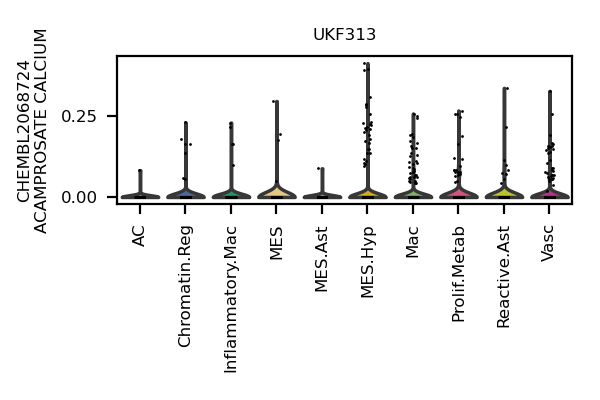 UKF313
CHEMBL2068724
ACAMPROSATE CALCIUM
0.25
0.00
AC
Chromatin.Reg
Inflammatory.Mac
MES
MES.Ast
MES.Hyp
Mac
Prolif.Metab
Reactive.Ast
Vasc